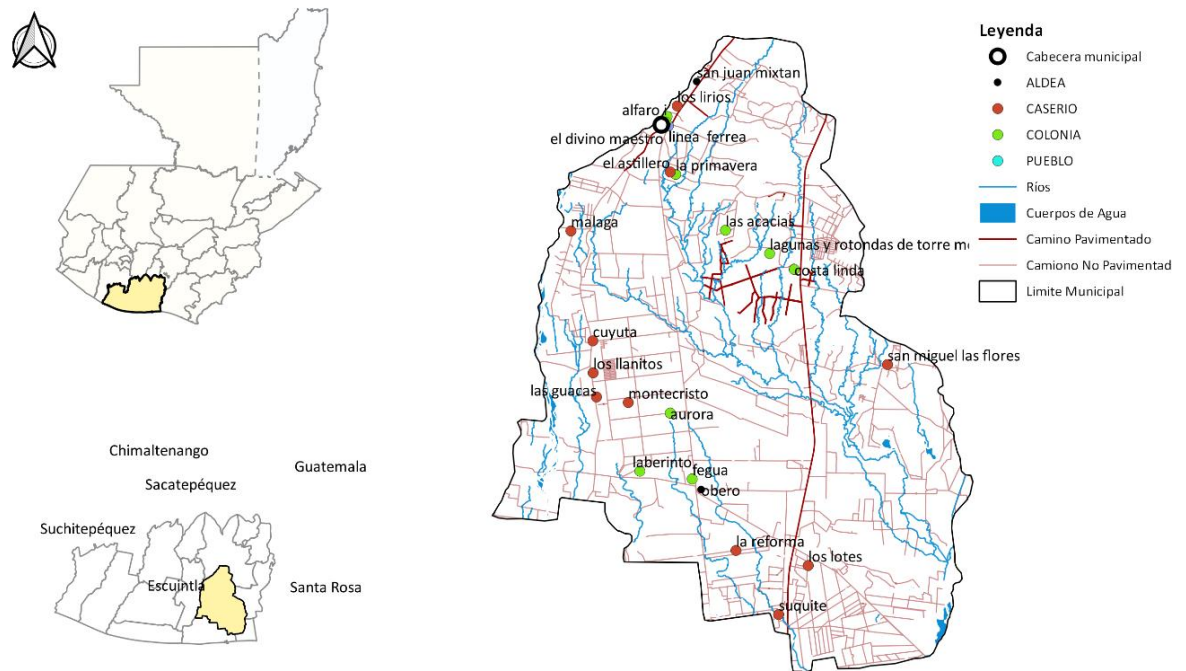 Leyenda
Cabecera municipal
ALDEA
CASERIO
COLONIA
PUEBLO
Ríos
Cuerpos de Agua
Camino Pavimentado
Camiono No Pavimentad
Limite Municipal
san juan mixtan
los lirios
alfaro i
el divino maestro
linea ferrea
el astillero
la primavera
malaga
las acacias
lagunas y rotondas de torre m
costa linda
cuyuta
los llanitos
san miguel las flores
las guacas
montecristo
aurora
laberinto
fegua
obero
la reforma
los lotes
suquite
Chimaltenango
Guatemala
Sacatepéquez
Suchitepéquez
Escuintla
Santa Rosa